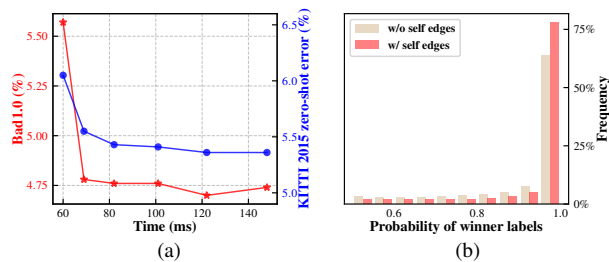 5.50
5.25
5.00
4.75
Bad1.0 (%)
60
80
100
120
140
Time (ms)
6.5
6.0
5.5
5.0
KITTI 2015 zero-shot error (%)
(a)
w/o self edges
w/ self edges
75%
50%
25%
0%
Frequency
0.6
0.8
1.0
Probability of winner labels
(b)